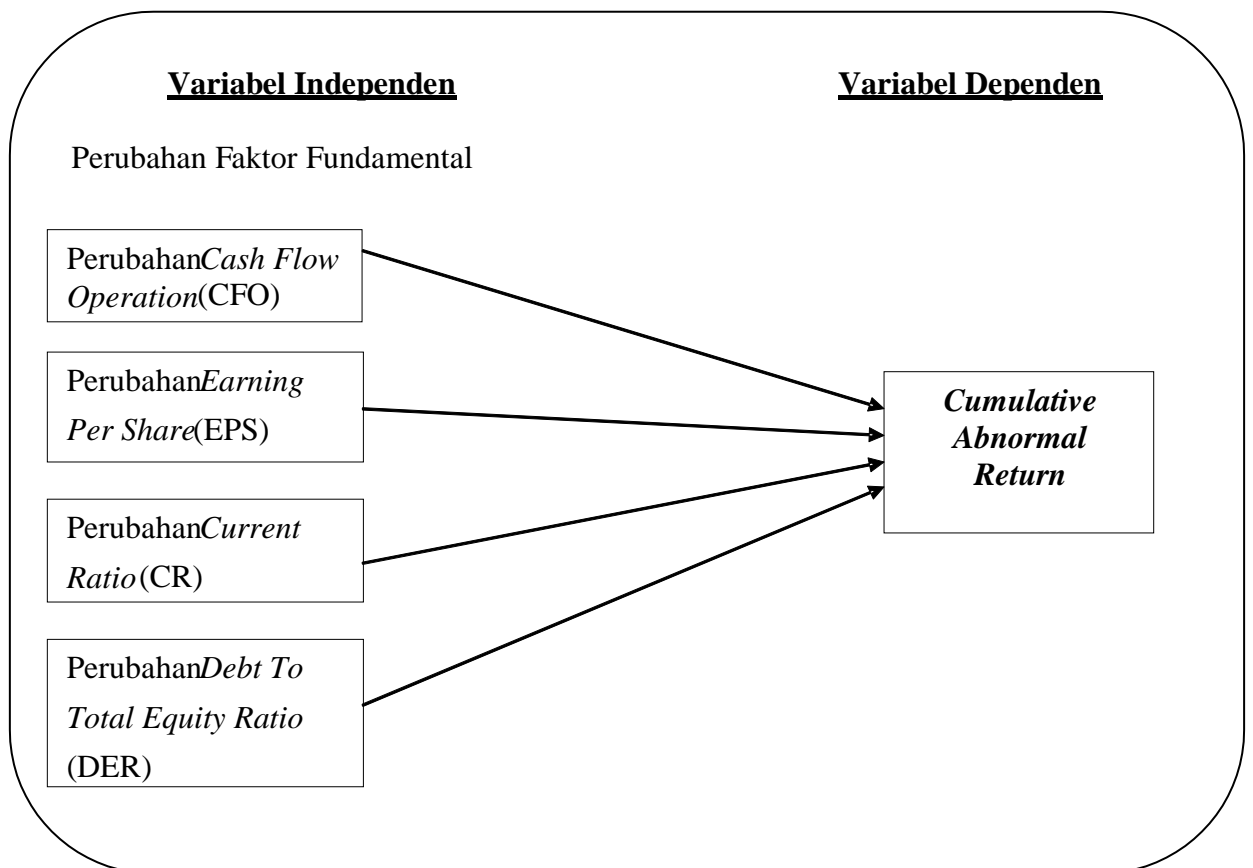 Variabel Independen
Variabel Dependen
Perubahan Faktor Fundamental
PerubahanCash Flow
Operation(CFO)
PerubahanEarning
Per Share(EPS)
PerubahanCurrent
Ratio(CR)
PerubahanDebt To
Total Equity Ratio
(DER)
Cumulative
Abnormal
Return